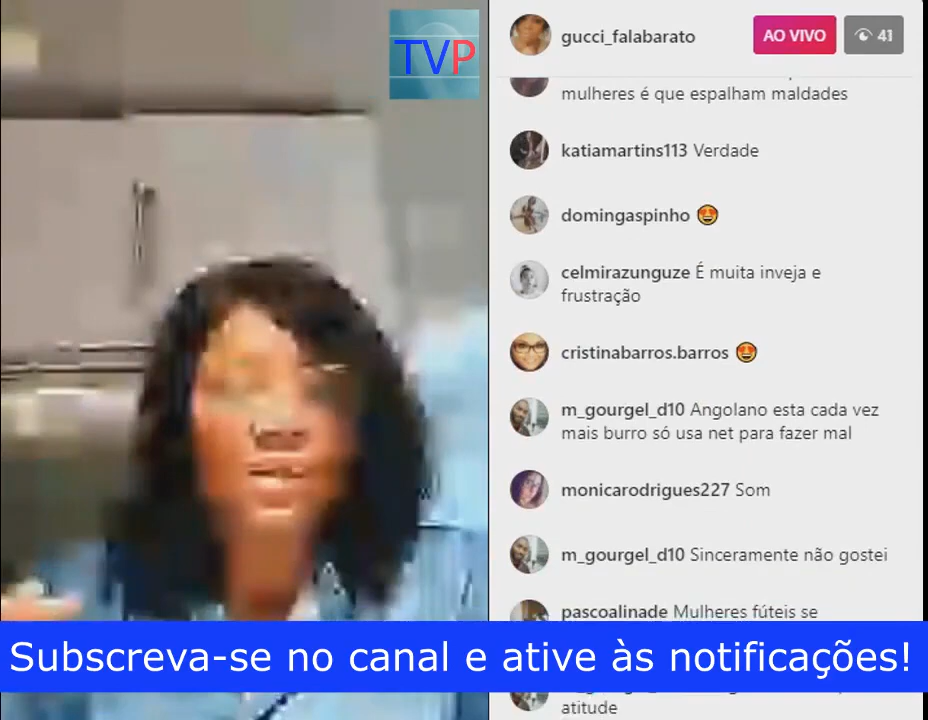 TVP
gucci_falabarato
AO VIVO
41
mulheres é que espalham maldades
katiamartins113 Verdade
domingaspinho 🤩
celmirazunguze É muita inveja e
frustração
cristinabarros.barros 🤩
m_gourgel_d10 Angolano esta cada vez
mais burro só usa net para fazer mal
monicarodrigues227 Som
m_gourgel_d10 Sinceramente não gostei
pascoalinade Mulheres fúteis se
Subscreva-se no canal e ative às notificações!
atitude